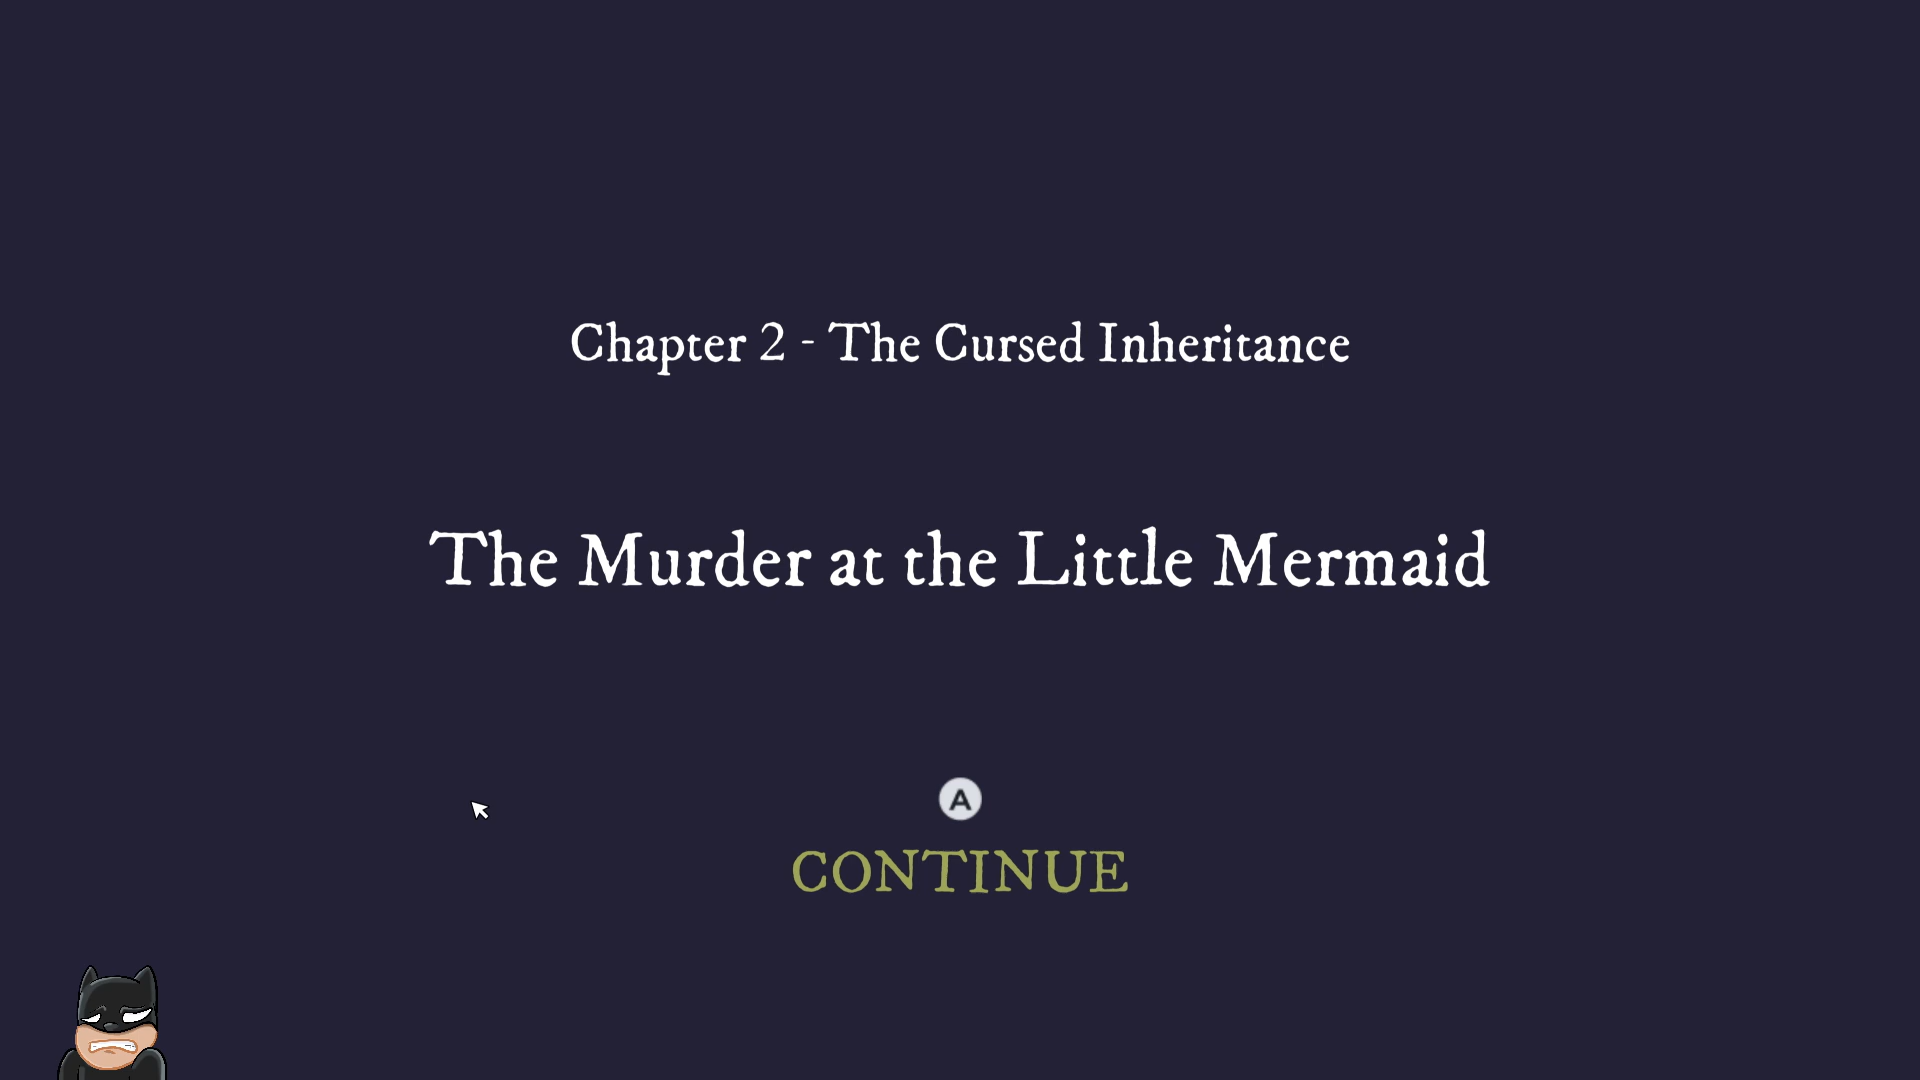 Chapter 2 - The Cursed Inheritance
The Murder at the Little Mermaid
A
CONTINUE